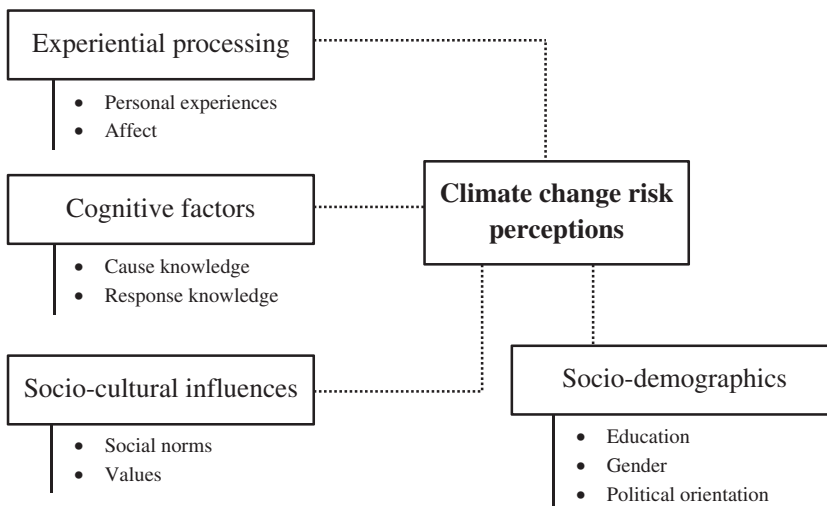 Experiential processing
• Personal experiences
• Affect
Cognitive factors
• Cause knowledge
• Response knowledge
Socio-cultural influences
• Social norms
• Values
Climate change risk
perceptions
Socio-demographics
• Education
• Gender
• Political orientation